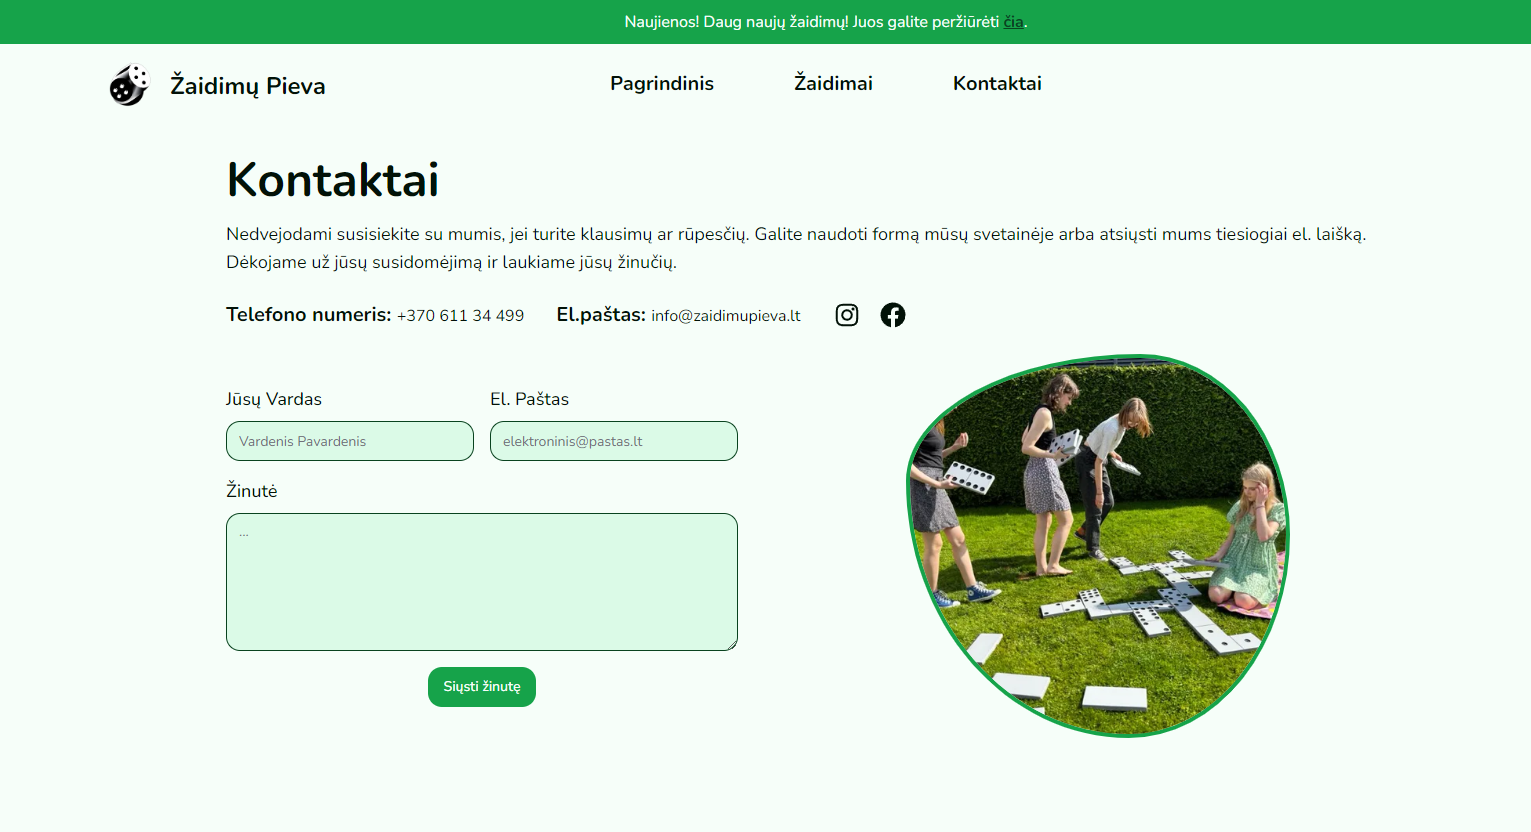 Naujienos! Daug naujų žaidimų! Juos galite peržiūrėti čia.
Žaidimų Pieva
Pagrindinis
Žaidimai
Kontaktai
Kontaktai
Nedvejodami susisiekite su mumis, jei turite klausimų ar rūpesčių. Galite naudoti formą mūsų svetainėje arba atsiųsti mums tiesiogiai el. laišką.
Dėkojame už jūsų susidomėjimą ir laukiame jūsų žinučių.
Telefono numeris: +370 611 34 499 El.paštas: info@zaidimupieva.lt
Jūsų Vardas
El. Paštas
Vardenis Pavardenis
elektroninis@pastas.lt
Žinutė
...
Siųsti žinutę